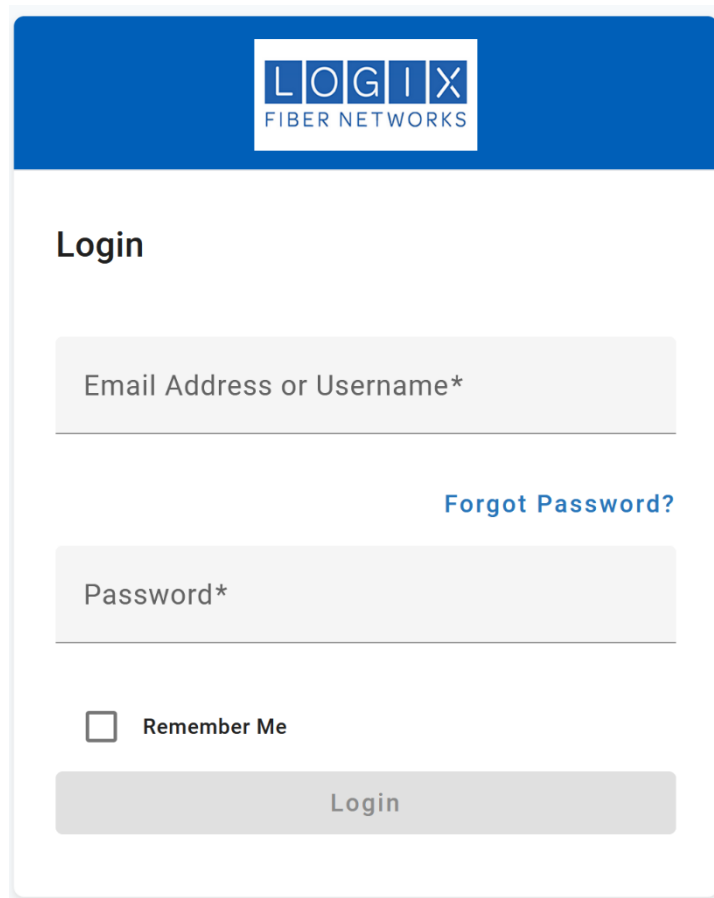 LOGIX
FIBER NETWORKS
Login
Email Address or Username*
Forgot Password?
Password*
Remember Me
Login